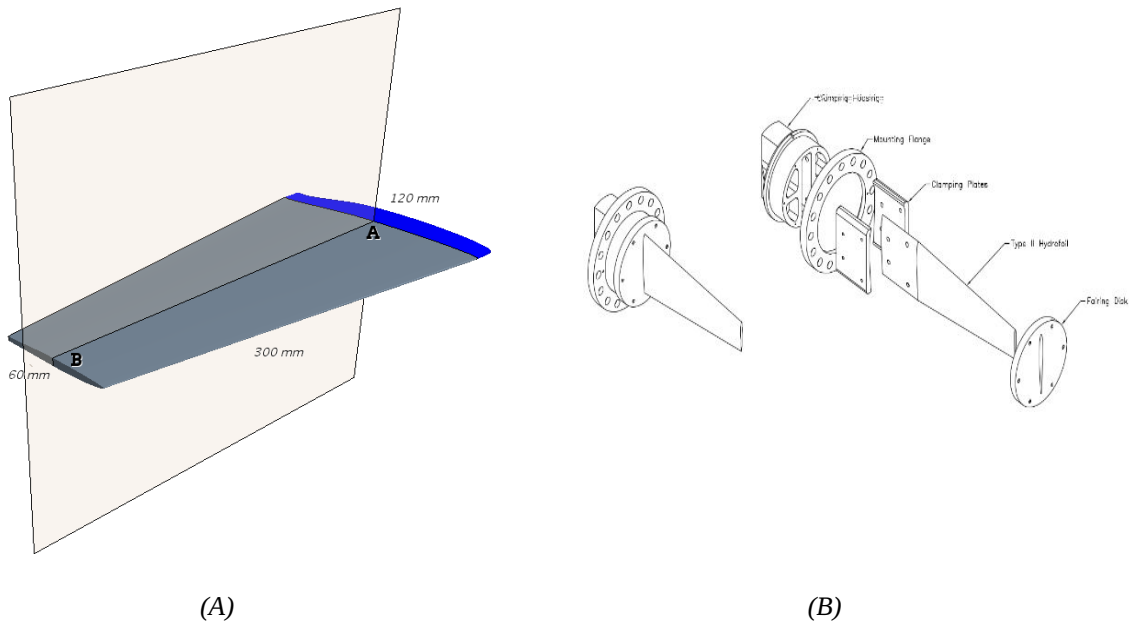 120 mm
A
B
300 mm
60 mm
Mounting flange
Clamping Plates
Type II Hydrofoil
Fairing Disk
(A)
(B)